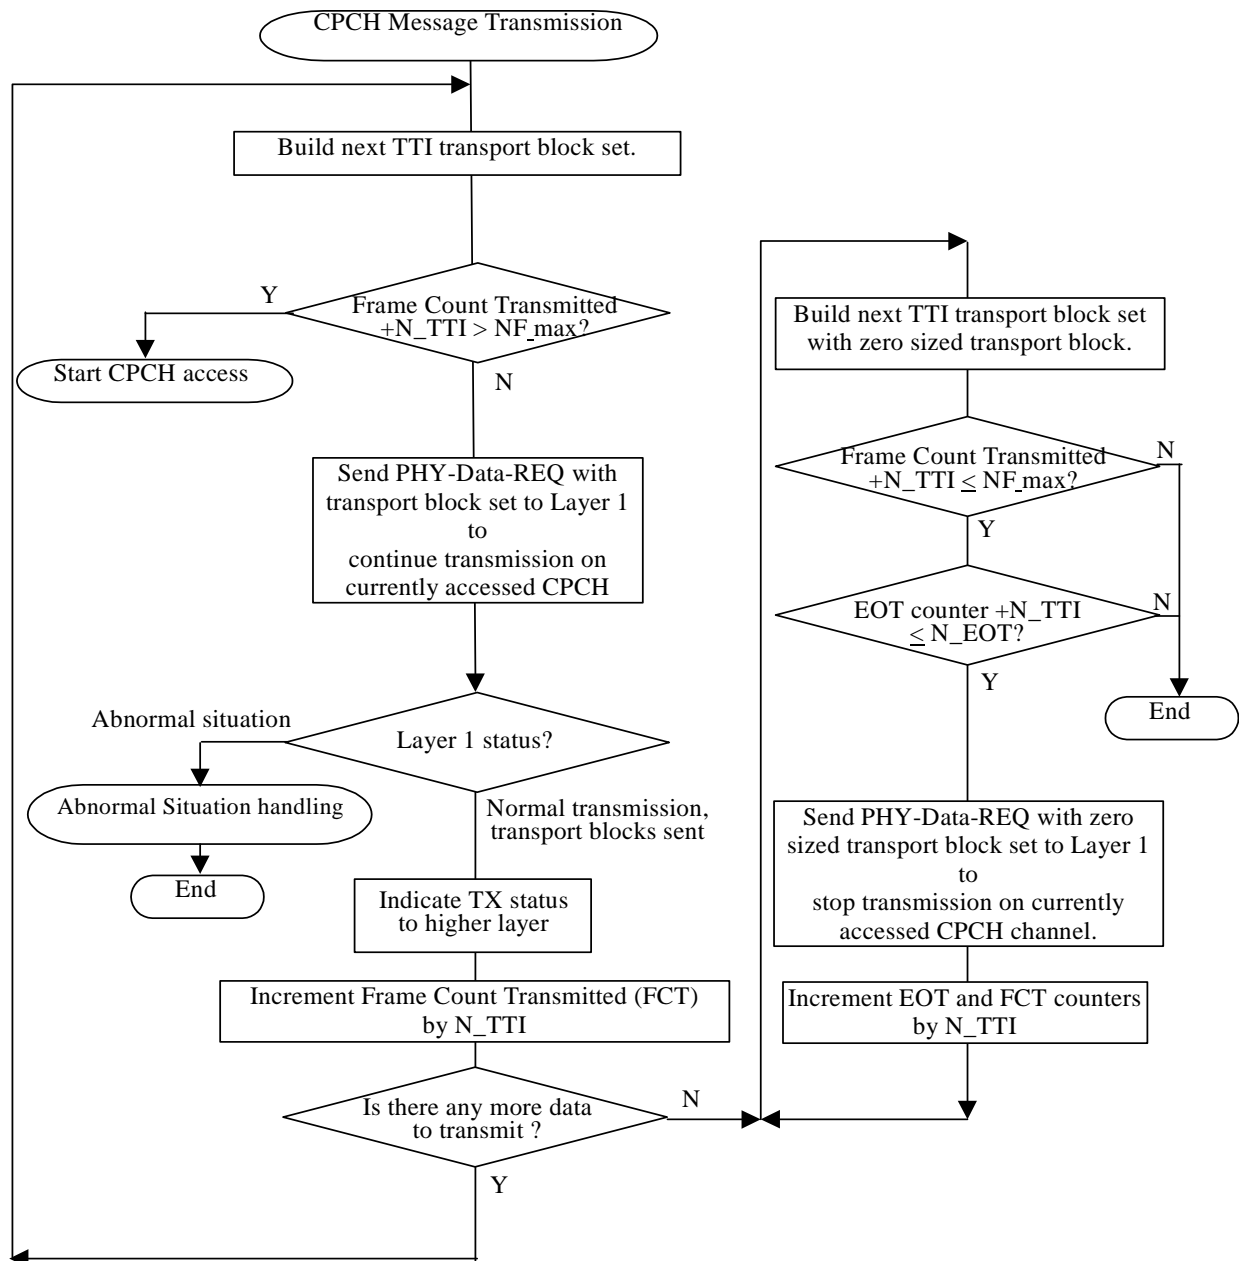 CPCH Message Transmission
Build next TTI transport block set.
Y
Frame Count Transmitted
+N_TTI > NF_max?
Start CPCH access
N
Send PHY-Data-REQ with
transport block set to Layer 1
to
continue transmission on
currently accessed CPCH
Abnormal situation
Layer 1 status?
Abnormal Situation handling
Normal transmission,
transport blocks sent
End
Indicate TX status
to higher layer
Increment Frame Count Transmitted (FCT)
by N_TTI
Is there any more data
to transmit ?
N
Y
Build next TTI transport block set
with zero sized transport block.
Frame Count Transmitted
+N_TTI ≤ NF_max?
N
Y
EOT counter +N_TTI
≤ N_EOT?
N
Y
End
Send PHY-Data-REQ with zero
sized transport block set to Layer 1
to
stop transmission on currently
accessed CPCH channel.
Increment EOT and FCT counters
by N_TTI